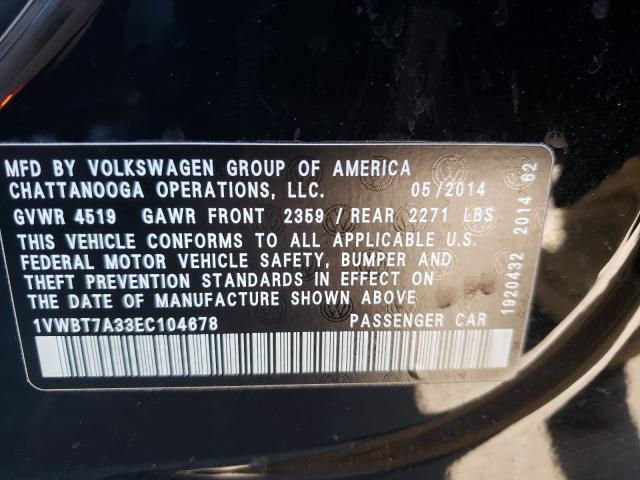 MFD BY VOLKSWAGEN GROUP OF AMERICA
CHATTANOOGA OPERATIONS, LLC. 05/2014
GVWR 4519 GAWR FRONT 2359 / REAR 2271 LBS
THIS VEHICLE CONFORMS TO ALL APPLICABLE U.S.
FEDERAL MOTOR VEHICLE SAFETY, BUMPER AND
THEFT PREVENTION STANDARDS IN EFFECT ON
THE DATE OF MANUFACTURE SHOWN ABOVE
1VWBT7A33EC104678 PASSENGER CAR
1920432 2014 62